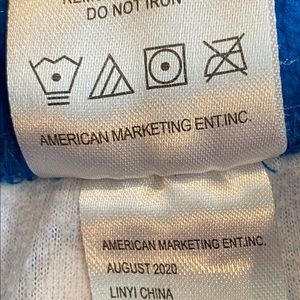 DO NOT IRON
AMERICAN MARKETING ENT.INC.
AMERICAN MARKETING ENT.INC.
AUGUST 2020
LINYI CHINA